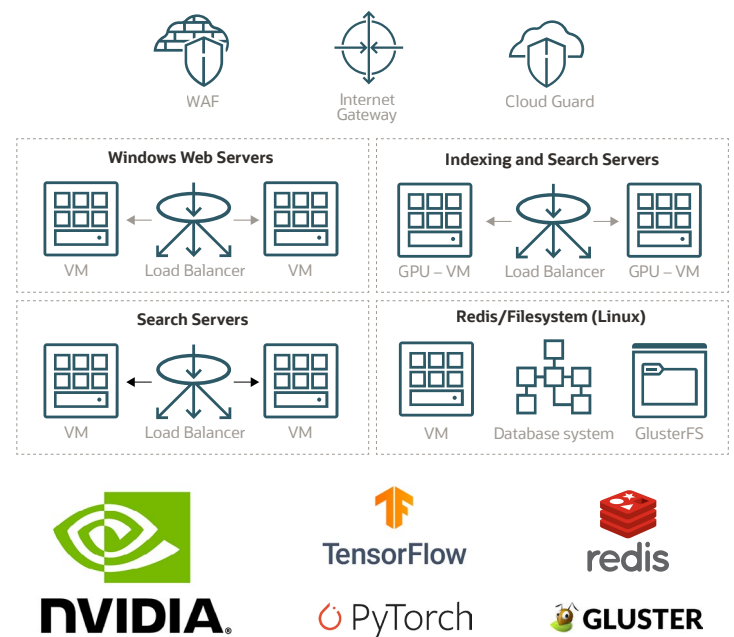 WAF
Internet
Gateway
Cloud Guard
Windows Web Servers
VM
Load Balancer
VM
Indexing and Search Servers
GPU – VM
Load Balancer
GPU – VM
Search Servers
VM
Load Balancer
VM
Redis/Filesystem (Linux)
VM
Database system
GlusterFS
NVIDIA.
TensorFlow
redis
PyTorch
GLUSTER